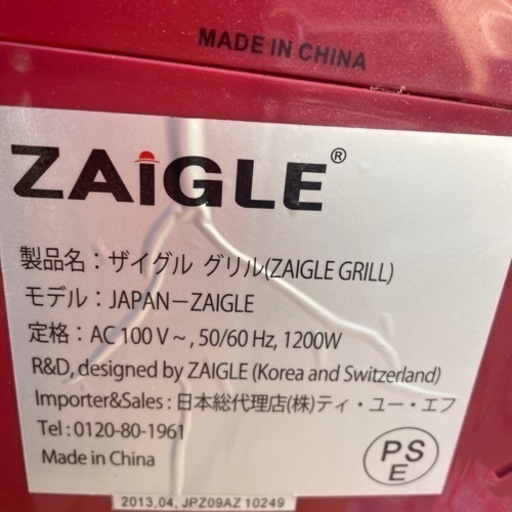 MADE IN CHINA
ZAiGLE®
製品名：ザイグル グリル(ZAIGLE GRILL)
モデル：JAPAN－ZAIGLE
定格：AC 100 V～, 50/60 Hz, 1200W
R&D, designed by ZAIGLE (Korea and Switzerland)
Importer&Sales : 日本総代理店(株)ティ・ユー・エフ
Tel : 0120-80-1961
Made in China
PS
E
2013,04, JPZ09AZ 10249